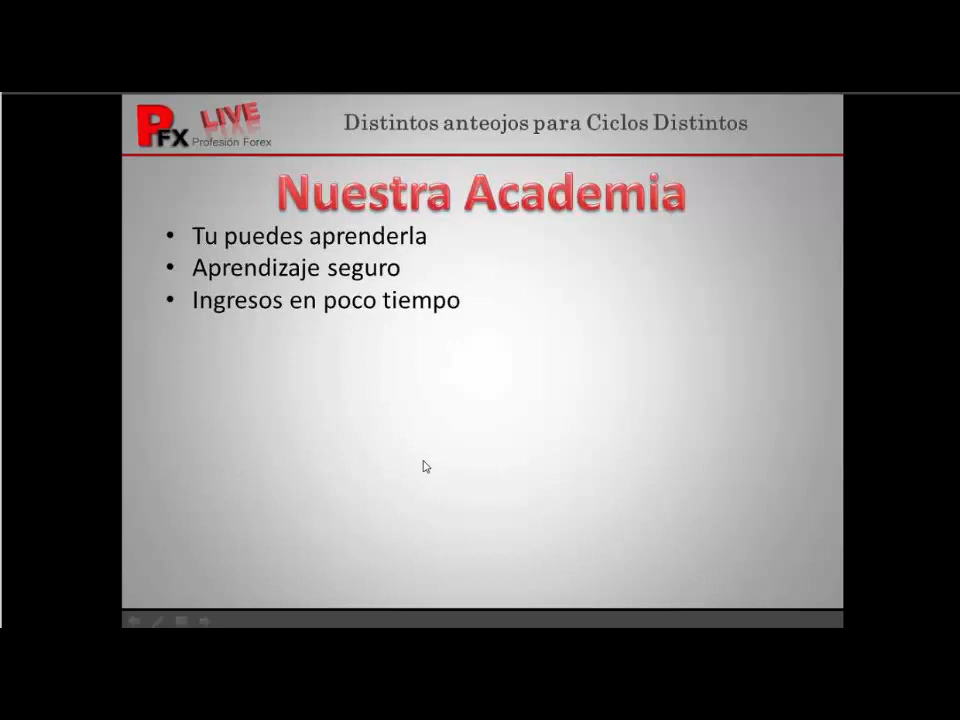 PFX LIVE
Profesión Forex
Distintos anteojos para Ciclos Distintos
Nuestra Academia
• Tu puedes aprenderla
• Aprendizaje seguro
• Ingresos en poco tiempo